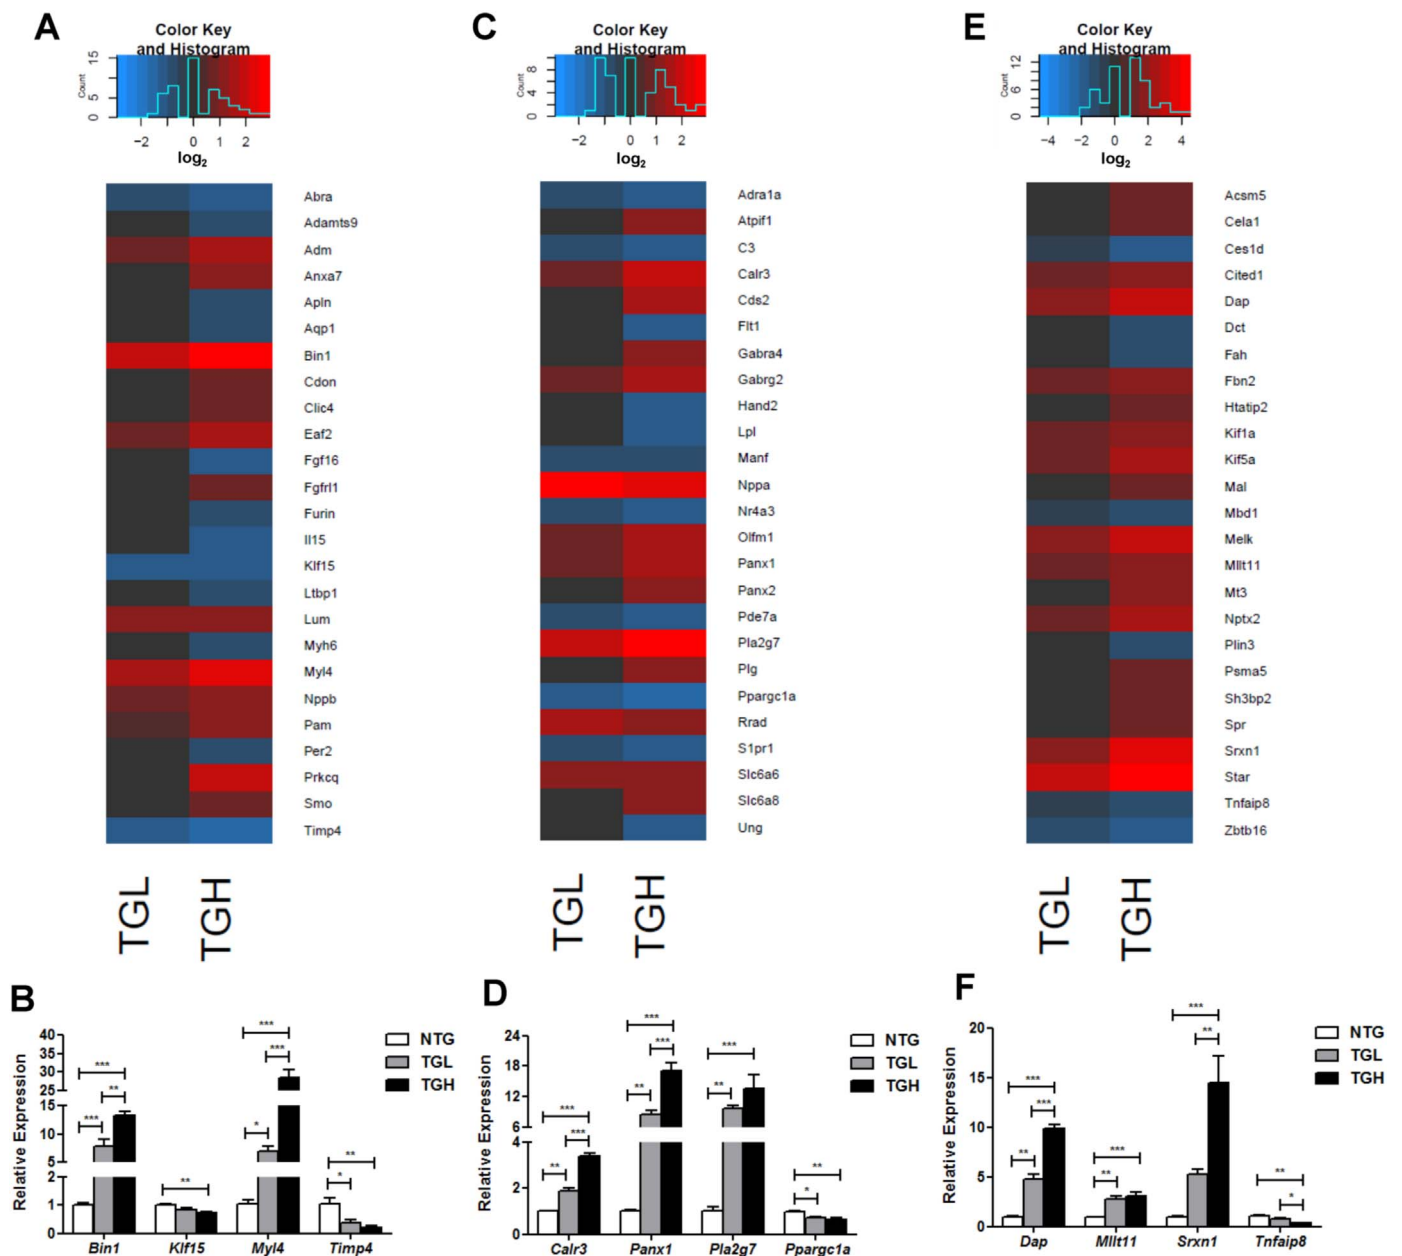 A
Color Key
and Histogram
Count
15
5
0
−2
0
1
2
log2
Abra
Adamts9
Adm
Anxa7
Apln
Aqp1
Bin1
Cdon
Clic4
Eaf2
Fgf16
Fgfrl1
Furin
Il15
Klf15
Ltbp1
Lum
Myh6
Myl4
Nppb
Pam
Per2
Prkcq
Smo
Timp4
TGL
TGH
C
Color Key
and Histogram
Count
8
4
0
−2
0
1
2
log2
Adra1a
Atpif1
C3
Calr3
Cds2
Flt1
Gabra4
Gabrg2
Hand2
Lpl
Manf
Nppa
Nr4a3
Olfm1
Panx1
Panx2
Pde7a
Pla2g7
Plg
Ppargc1a
Rrad
S1pr1
Slc6a6
Slc6a8
Ung
TGL
TGH
E
Color Key
and Histogram
Count
12
6
0
−4
−2
0
2
4
log2
Acsm5
Cela1
Ces1d
Cited1
Dap
Dct
Fah
Fbn2
Htatip2
Kif1a
Kif5a
Mal
Mbd1
Melk
Mllt11
Mt3
Nptx2
Plin3
Psma5
Sh3bp2
Spr
Srxn1
Star
Tnfaip8
Zbtb16
TGL
TGH
B
Relative Expression
40
35
30
25
15
10
5
2
1
0
***
**
***
**
***
***
*
**
*
Bin1
Klf15
Myl4
Timp4
NTG
TGL
TGH
D
Relative Expression
24
18
12
6
4
2
0
***
***
**
***
***
**
***
**
**
*
Calr3
Panx1
Pla2g7
Ppargc1a
NTG
TGL
TGH
F
Relative Expression
20
15
10
5
0
***
***
**
***
**
***
**
**
*
Dap
Mllt11
Srxn1
Tnfaip8
NTG
TGL
TGH